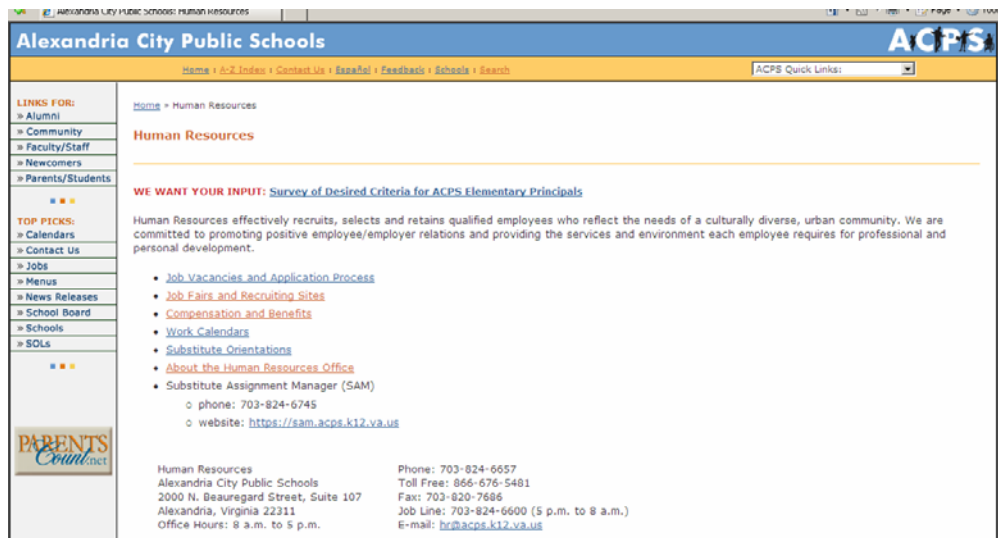 Alexandria City Public Schools: Human Resources
Page
Alexandria City Public Schools
ACPS
Home | A-Z Index | Contact Us | Español | Feedback | Schools | Search
ACPS Quick Links:
LINKS FOR:
» Alumni
» Community
» Faculty/Staff
» Newcomers
» Parents/Students
TOP PICKS:
» Calendars
» Contact Us
» Jobs
» Menus
» News Releases
» School Board
» Schools
» SOLs
PARENTS
Count.net
Home » Human Resources
Human Resources
WE WANT YOUR INPUT: Survey of Desired Criteria for ACPS Elementary Principals
Human Resources effectively recruits, selects and retains qualified employees who reflect the needs of a culturally diverse, urban community. We are
committed to promoting positive employee/employer relations and providing the services and environment each employee requires for professional and
personal development.
• Job Vacancies and Application Process
• Job Fairs and Recruiting Sites
• Compensation and Benefits
• Work Calendars
• Substitute Orientations
• About the Human Resources Office
• Substitute Assignment Manager (SAM)
○ phone: 703-824-6745
○ website: https://sam.acps.k12.va.us
Human Resources
Alexandria City Public Schools
2000 N. Beauregard Street, Suite 107
Alexandria, Virginia 22311
Office Hours: 8 a.m. to 5 p.m.
Phone: 703-824-6657
Toll Free: 866-676-5481
Fax: 703-820-7686
Job Line: 703-824-6600 (5 p.m. to 8 a.m.)
E-mail: hr@acps.k12.va.us